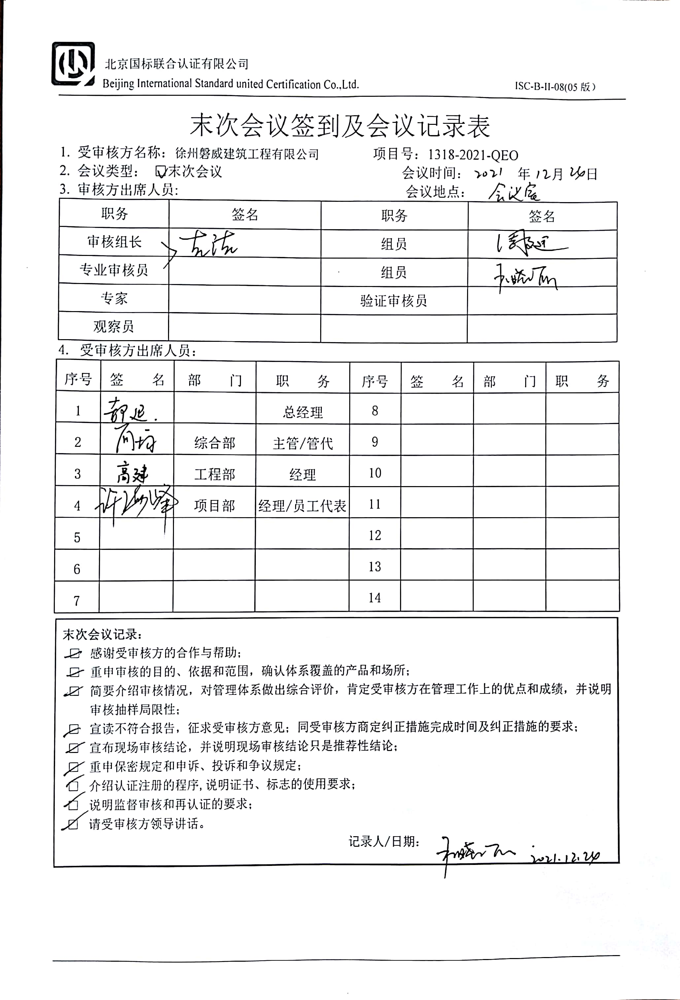 北京国标联合认证有限公司
Beijing International Standard united Certification Co.,Ltd.
ISC-B-II-08(05 版)
末次会议签到及会议记录表
1. 受审核方名称: 徐州磐威建筑工程有限公司 项目号: 1318-2021-QEO
2. 会议类型: ☑末次会议 会议时间: 2021 年 12月 24日
3. 审核方出席人员: 会议地点: 会议室
职务 签名 职务 签名
审核组长 组员
专业审核员 组员
专家 验证审核员
观察员
4. 受审核方出席人员:
序号 签 名 部 门 职 务 序号 签 名 部 门 职 务
1 总经理 8
2 综合部 主管/管代 9
3 高建 工程部 经理 10
4 项目部 经理/员工代表 11
5 12
6 13
7 14
末次会议记录:
☑ 感谢受审核方的合作与帮助;
☑ 重申审核的目的、依据和范围，确认体系覆盖的产品和场所;
☑ 简要介绍审核情况，对管理体系做出综合评价，肯定受审核方在管理工作上的优点和成绩，并说明
审核抽样局限性;
☑ 宣读不符合报告，征求受审核方意见；同受审核方商定纠正措施完成时间及纠正措施的要求;
☑ 宣布现场审核结论，并说明现场审核结论只是推荐性结论;
☑ 重申保密规定和申诉、投诉和争议规定;
☑ 介绍认证注册的程序,说明证书、标志的使用要求;
☑ 说明监督审核和再认证的要求;
☑ 请受审核方领导讲话。
记录人/日期: 2021.12.24